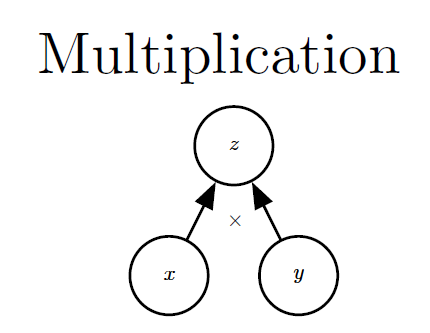 Multiplication
z
×
x y